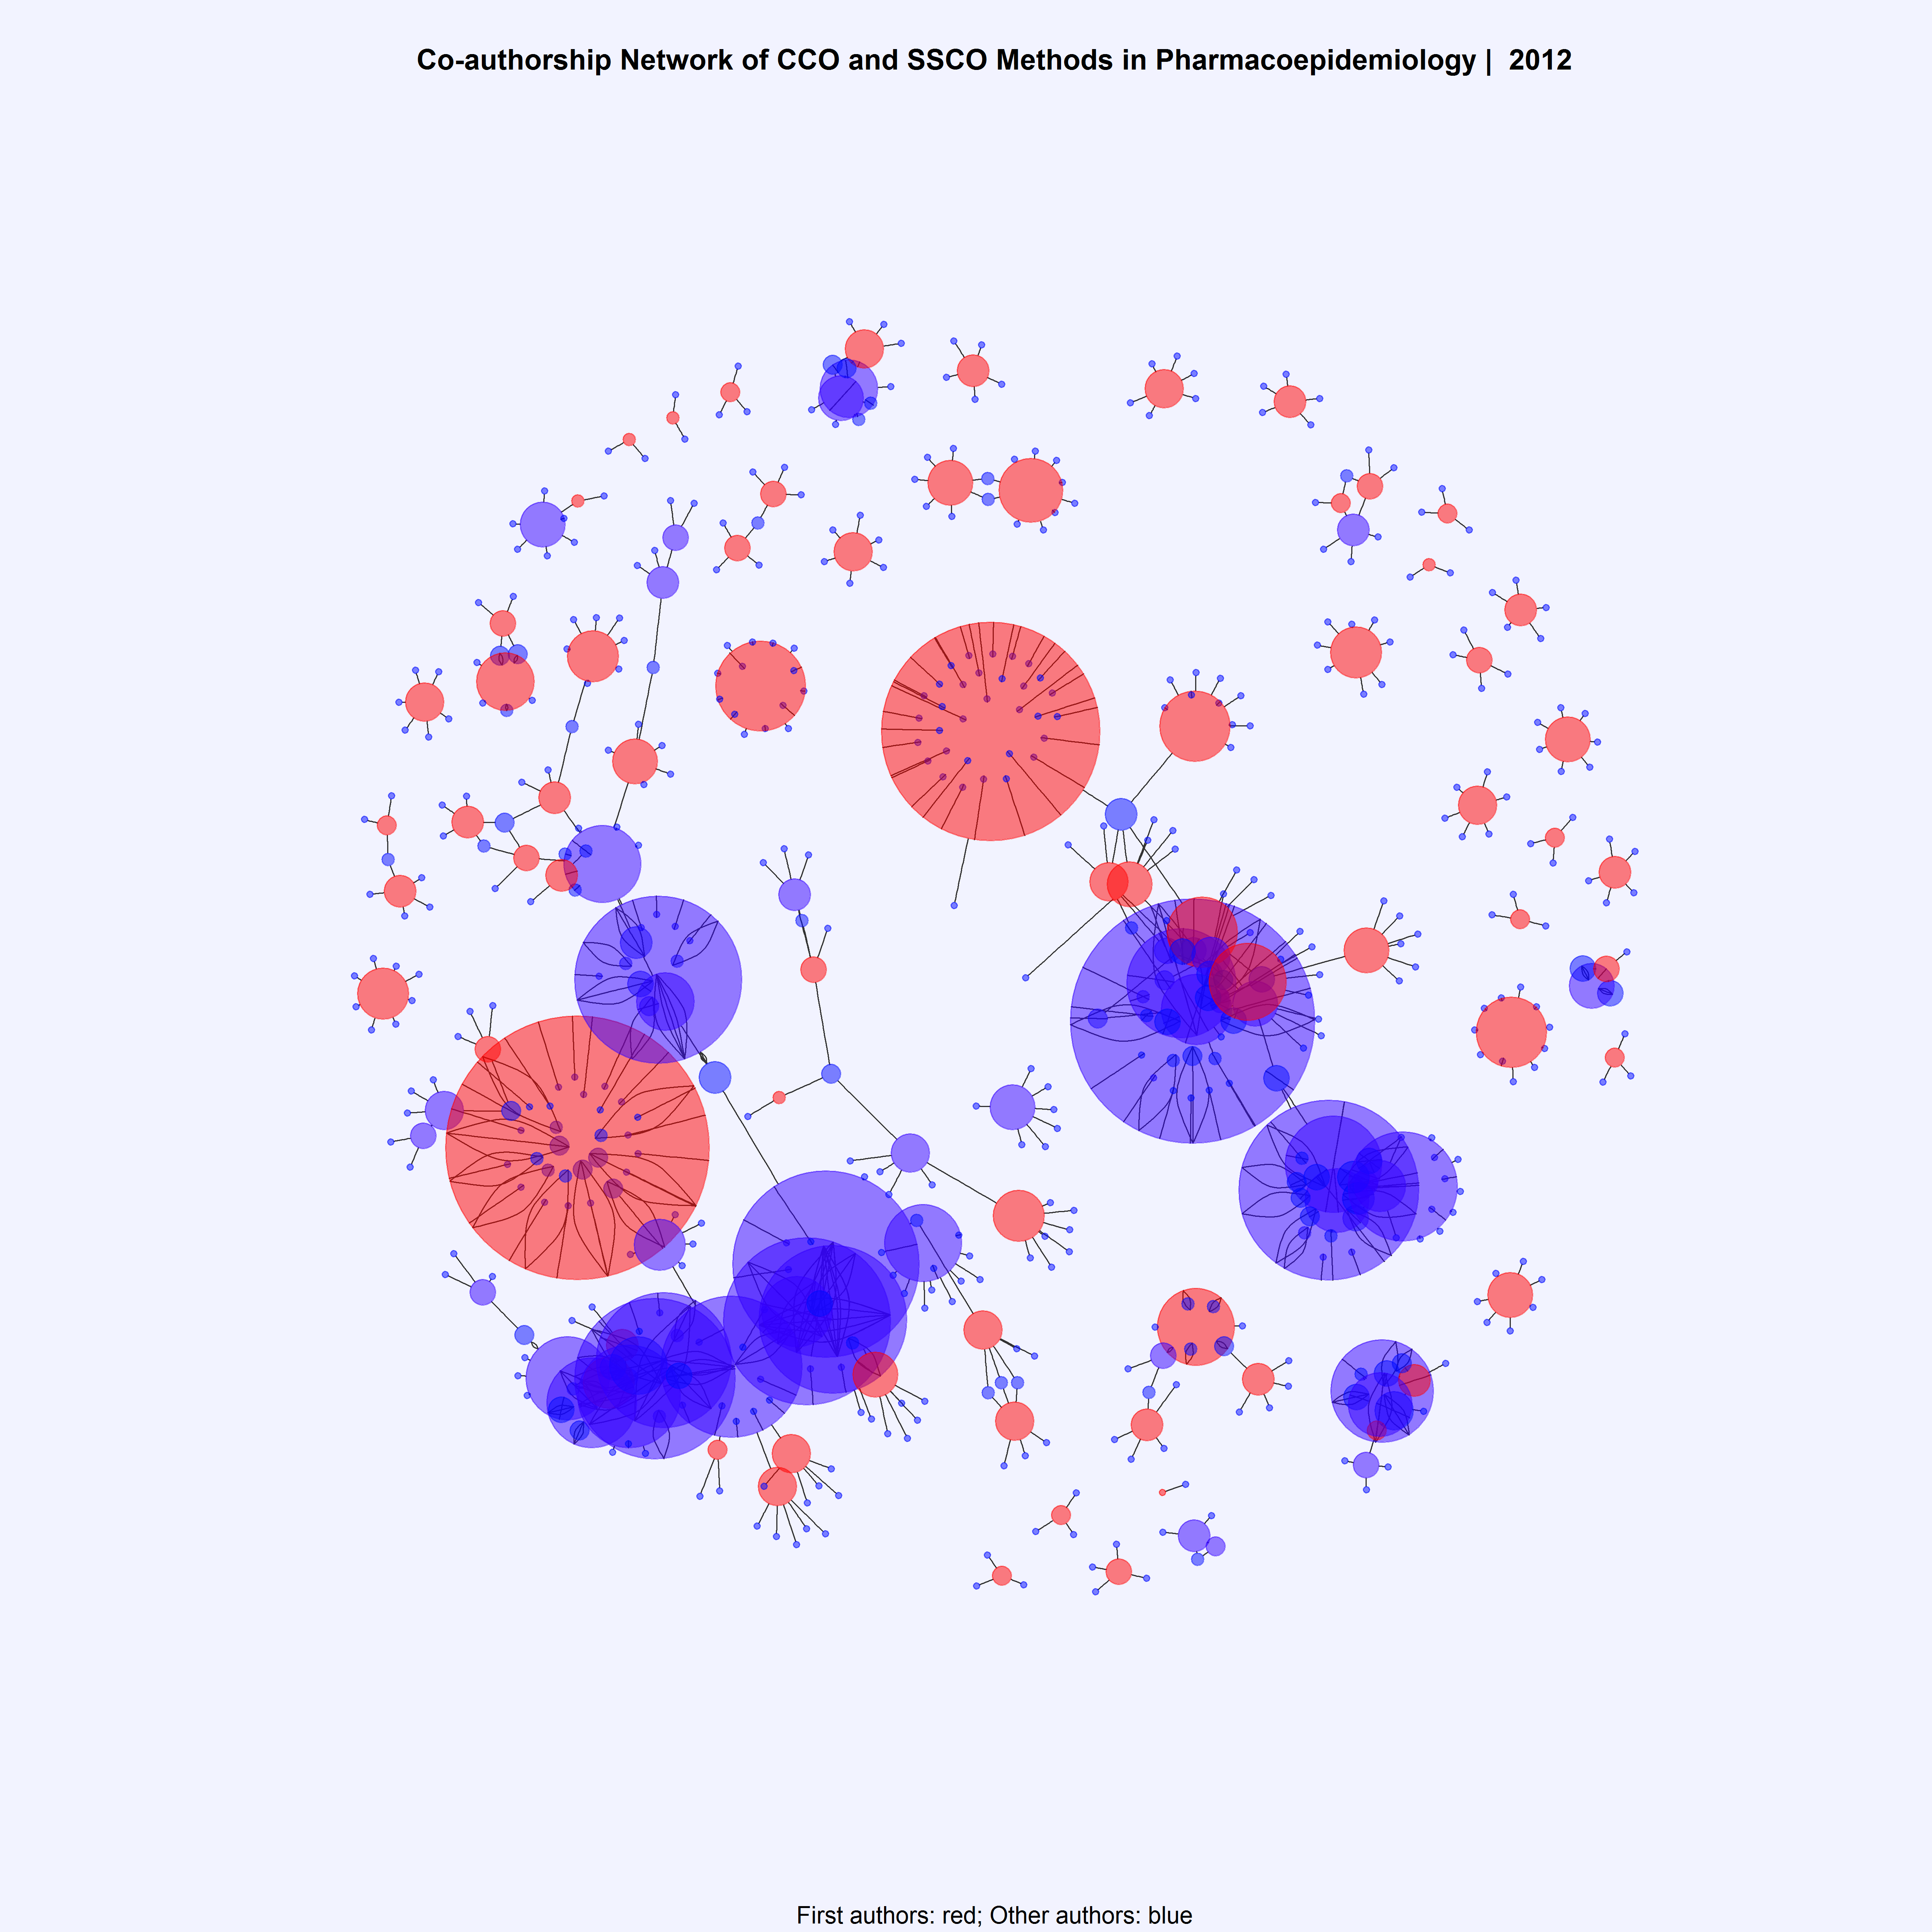 Co-authorship Network of CCO and SSCO Methods in Pharmacoepidemiology | 2012
First authors: red; Other authors: blue